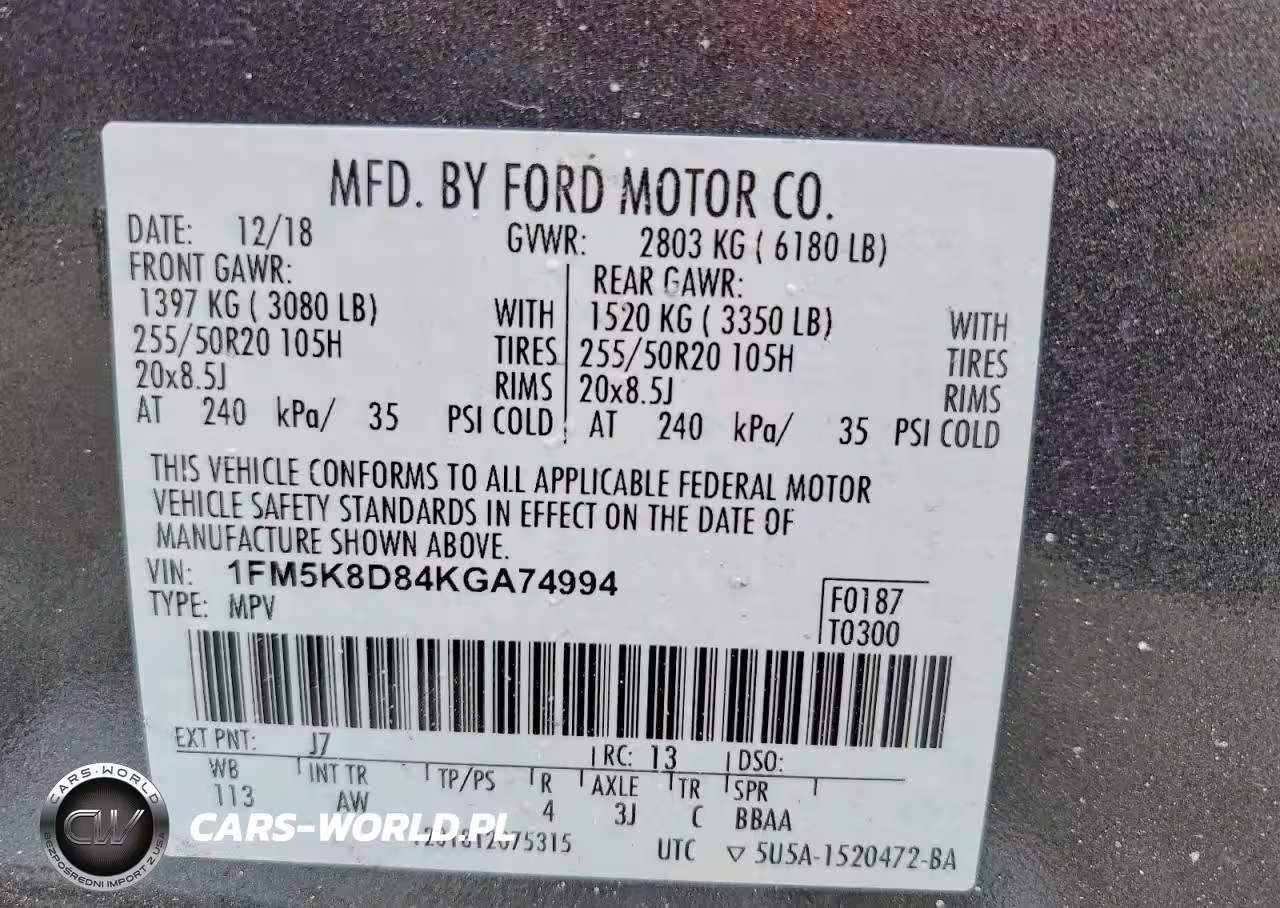 MFD. BY FORD MOTOR CO.
DATE: 12/18 GVWR: 2803 KG ( 6180 LB)
FRONT GAWR: REAR GAWR:
1397 KG ( 3080 LB) WITH 1520 KG ( 3350 LB) WITH
255/50R20 105H TIRES 255/50R20 105H TIRES
20x8.5J RIMS 20x8.5J RIMS
AT 240 kPa/ 35 PSI COLD AT 240 kPa/ 35 PSI COLD
THIS VEHICLE CONFORMS TO ALL APPLICABLE FEDERAL MOTOR
VEHICLE SAFETY STANDARDS IN EFFECT ON THE DATE OF
MANUFACTURE SHOWN ABOVE.
VIN: 1FM5K8D84KGA74994
TYPE: MPV
F0187
T0300
EXT PNT: J7 RC: 13 DSO:
WB INT TR TP/PS R AXLE TR SPR
113 AW 4 3J C BBAA
UTC ▽ 5U5A-1520472-BA
CARS-WORLD
CW
BEZPOŚREDNI IMPORT Z USA
CARS-WORLD.PL